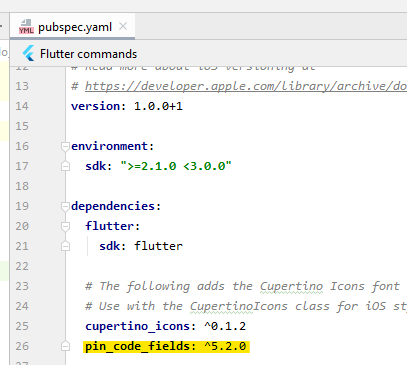 pubspec.yaml
Flutter commands
12 # Read more about iOS versioning at
13 # https://developer.apple.com/library/archive/do
14 version: 1.0.0+1
15
16 environment:
17 sdk: ">=2.1.0 <3.0.0"
18
19 dependencies:
20 flutter:
21 sdk: flutter
22
23 # The following adds the Cupertino Icons font
24 # Use with the CupertinoIcons class for iOS st
25 cupertino_icons: ^0.1.2
26 pin_code_fields: ^5.2.0